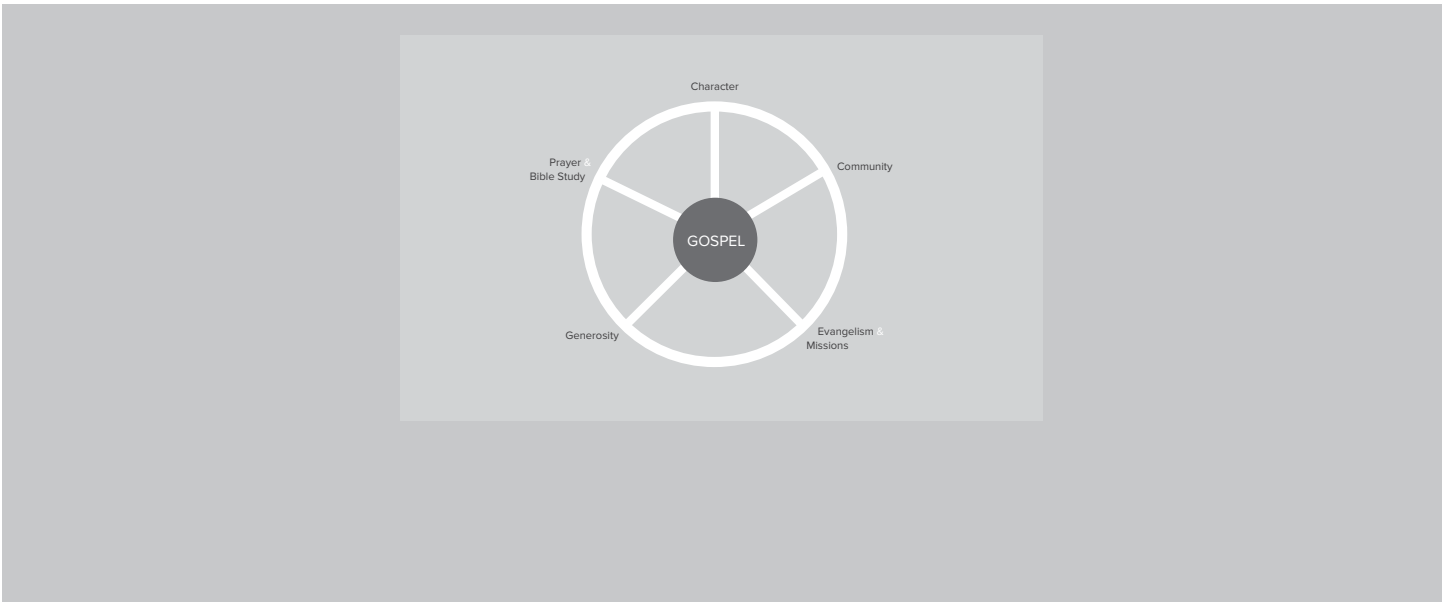 Character
Prayer &
Bible Study
Community
GOSPEL
Generosity
Evangelism &
Missions